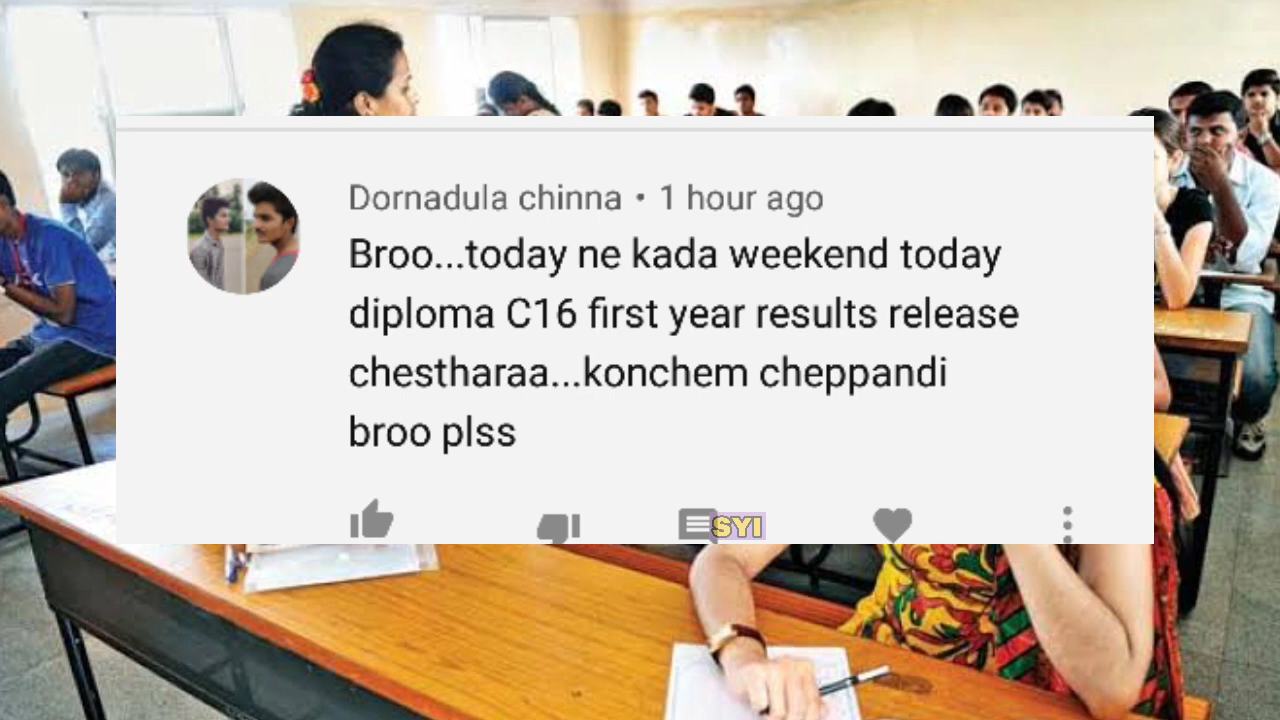 Dornadula chinna • 1 hour ago
Broo...today ne kada weekend today
diploma C16 first year results release
chestharaa...konchem cheppandi
broo plss
SYI